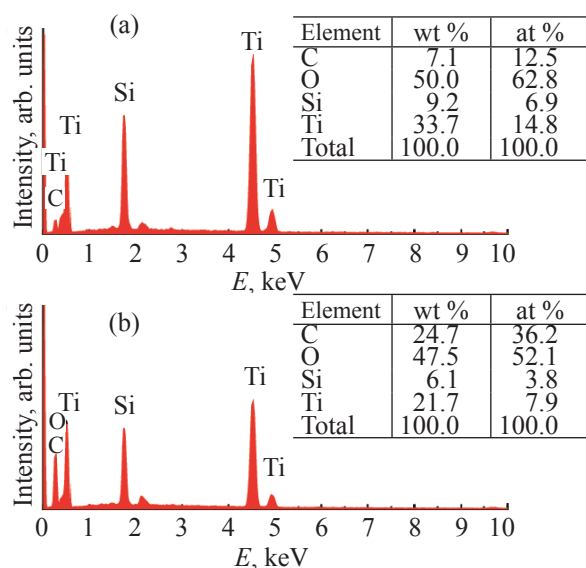 (a)
Intensity, arb. units
Ti
C
Ti
Si
Ti
Ti
Element wt % at %
C 7.1 12.5
O 50.0 62.8
Si 9.2 6.9
Ti 33.7 14.8
Total 100.0 100.0
0 1 2 3 4 5 6 7 8 9 10
E, keV
(b)
Intensity, arb. units
O
C
Ti
Si
Ti
Ti
Element wt % at %
C 24.7 36.2
O 47.5 52.1
Si 6.1 3.8
Ti 21.7 7.9
Total 100.0 100.0
0 1 2 3 4 5 6 7 8 9 10
E, keV